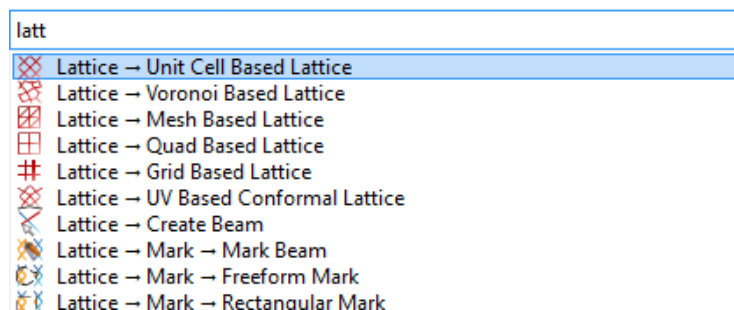 latt
Lattice → Unit Cell Based Lattice
Lattice → Voronoi Based Lattice
Lattice → Mesh Based Lattice
Lattice → Quad Based Lattice
Lattice → Grid Based Lattice
Lattice → UV Based Conformal Lattice
Lattice → Create Beam
Lattice → Mark → Mark Beam
Lattice → Mark → Freeform Mark
Lattice → Mark → Rectangular Mark